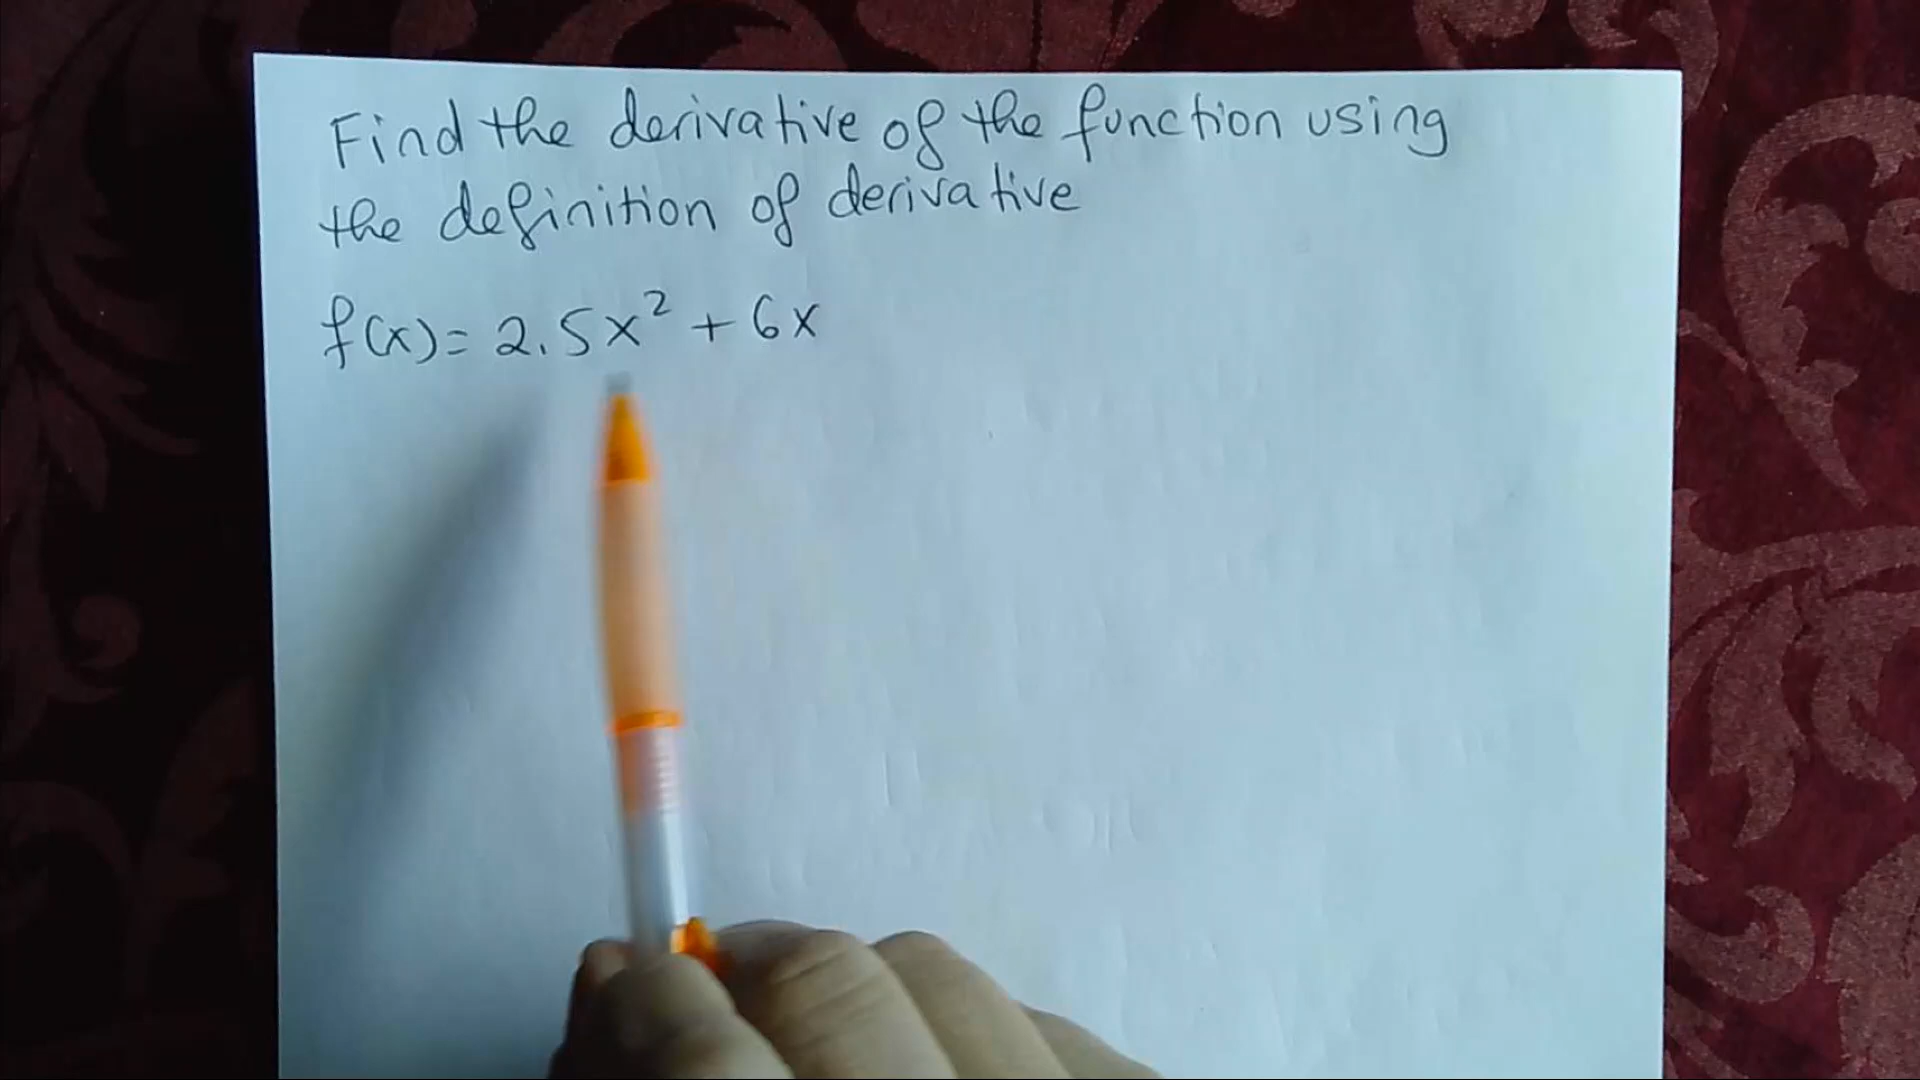 Find the derivative of the function using
the definition of derivative
f(x) = 2.5x² + 6x